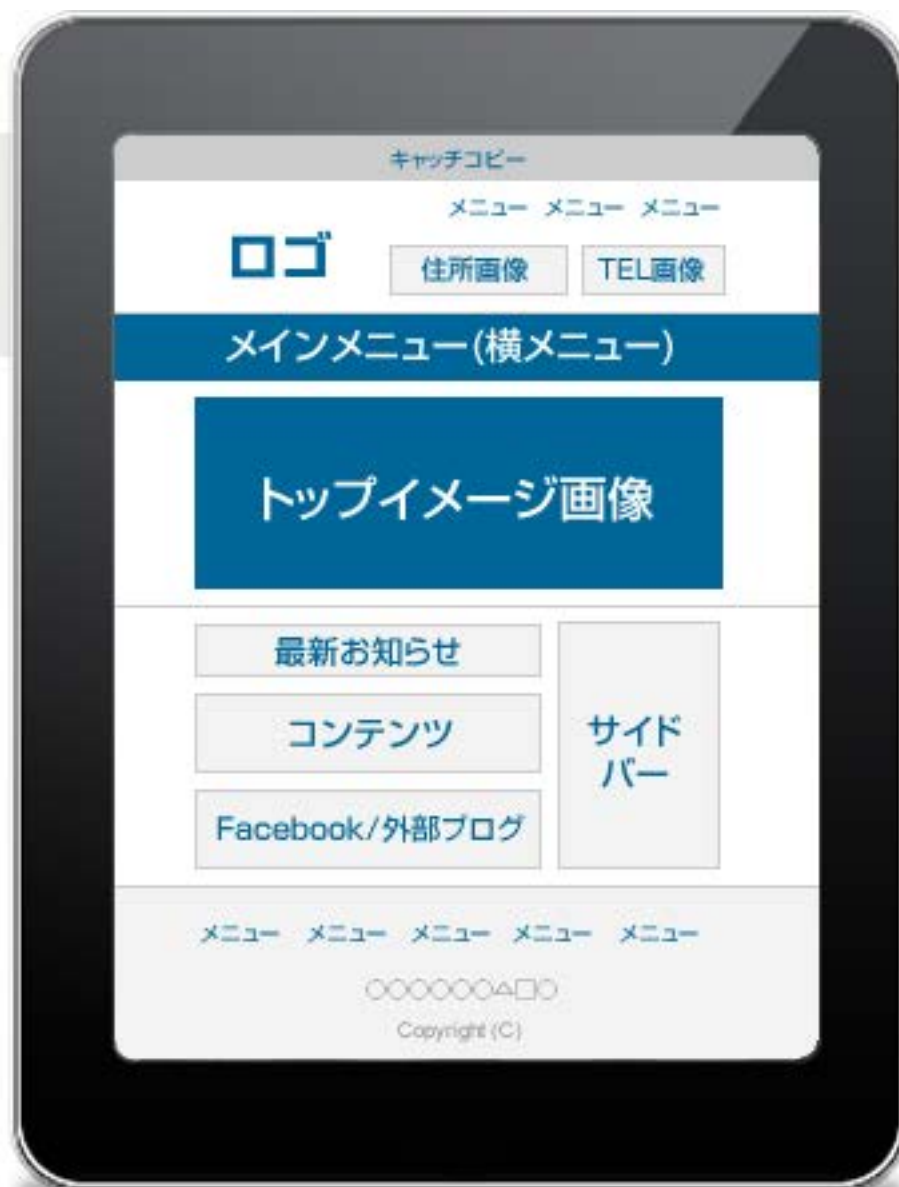 キャッチコピー
メニュー メニュー メニュー
ロゴ
住所画像 TEL画像
メインメニュー(横メニュー)
トップイメージ画像
最新お知らせ
コンテンツ
Facebook/外部ブログ
サイド
バー
メニュー メニュー メニュー メニュー メニュー
○○○○○○△□○
Copyright (C)